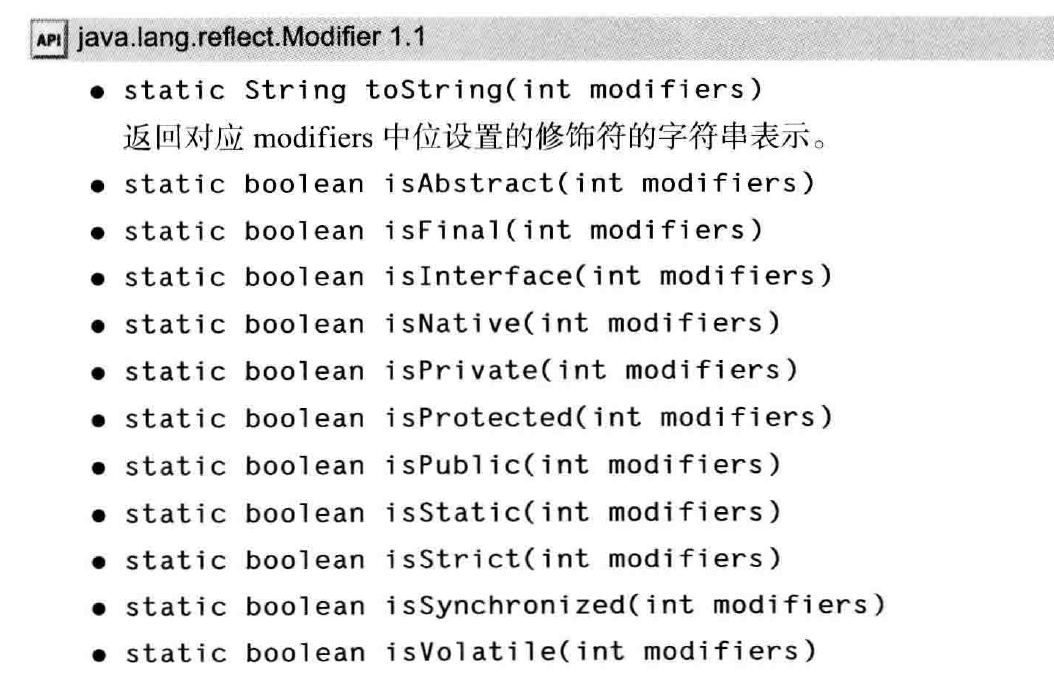 API java.lang.reflect.Modifier 1.1
● static String toString(int modifiers)
返回对应 modifiers 中位设置的修饰符的字符串表示。
● static boolean isAbstract(int modifiers)
● static boolean isFinal(int modifiers)
● static boolean isInterface(int modifiers)
● static boolean isNative(int modifiers)
● static boolean isPrivate(int modifiers)
● static boolean isProtected(int modifiers)
● static boolean isPublic(int modifiers)
● static boolean isStatic(int modifiers)
● static boolean isStrict(int modifiers)
● static boolean isSynchronized(int modifiers)
● static boolean isVolatile(int modifiers)